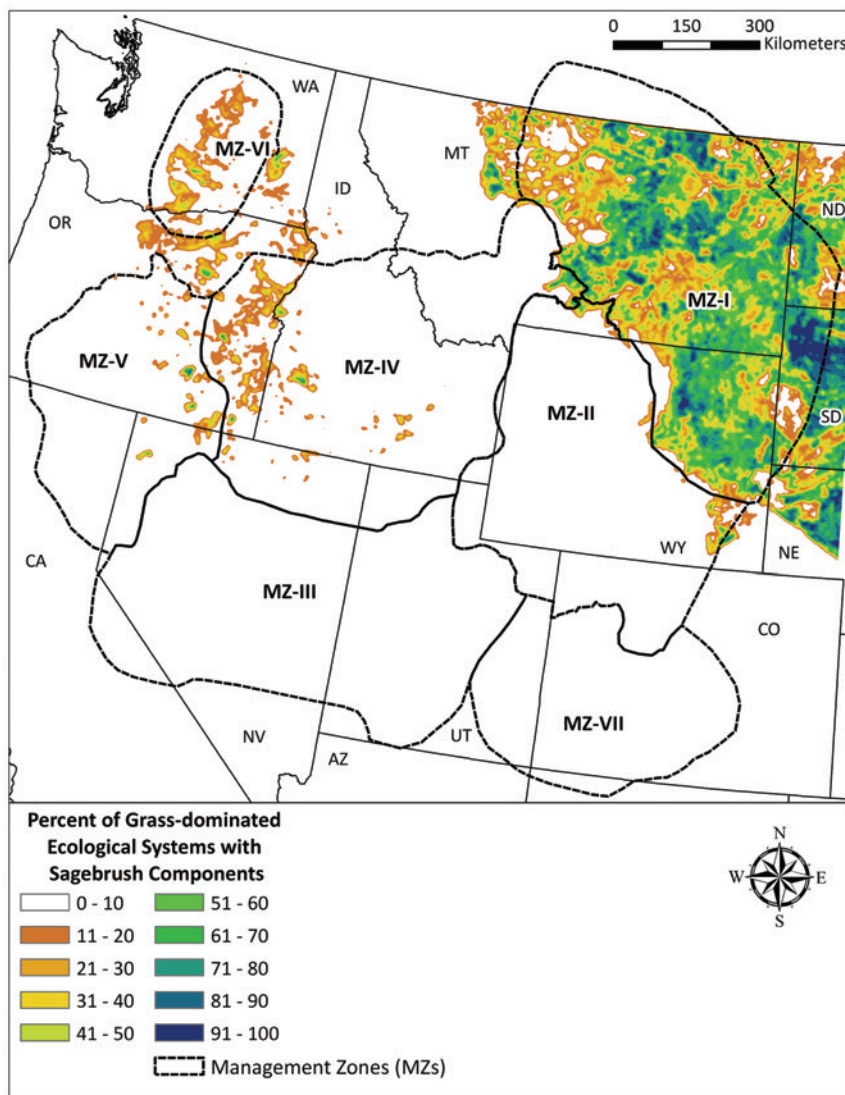 0 150 300
Kilometers
WA
MZ-VI
MT
ID
ND
OR
MZ-I
MZ-V
MZ-IV
MZ-II
SD
WY
NE
CA
MZ-III
CO
MZ-VII
NV
UT
AZ
Percent of Grass-dominated
Ecological Systems with
Sagebrush Components
0 - 10
11 - 20
21 - 30
31 - 40
41 - 50
51 - 60
61 - 70
71 - 80
81 - 90
91 - 100
Management Zones (MZs)
N
W E
S